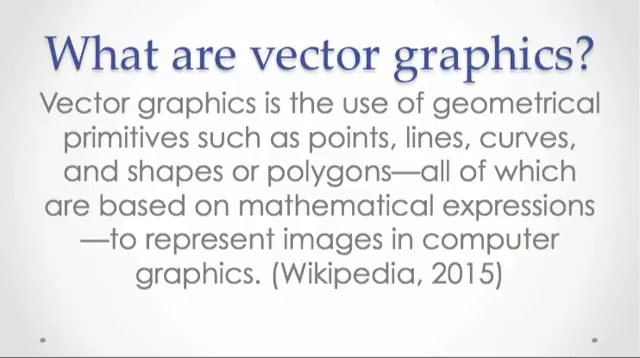 What are vector graphics?
Vector graphics is the use of geometrical
primitives such as points, lines, curves,
and shapes or polygons—all of which
are based on mathematical expressions
—to represent images in computer
graphics. (Wikipedia, 2015)